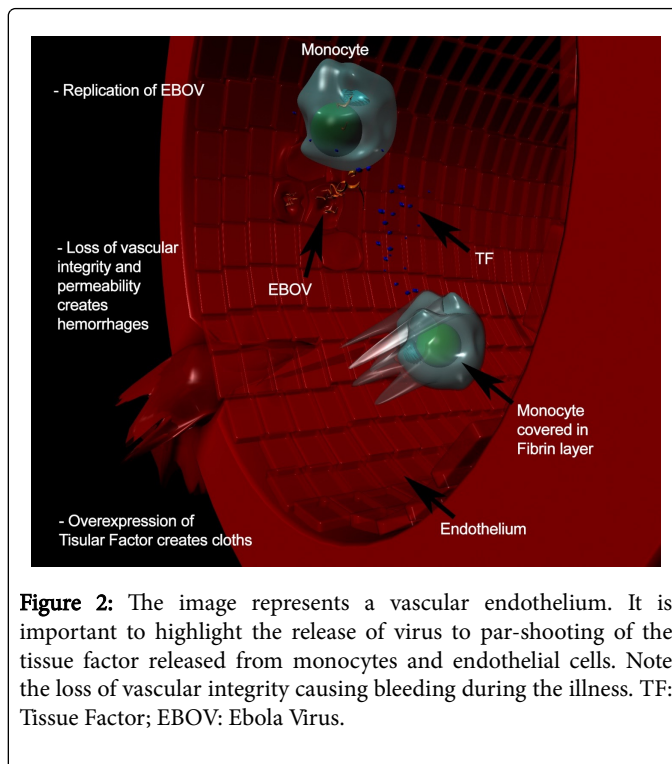 Monocyte
- Replication of EBOV
- Loss of vascular
integrity and
permeability
creates
hemorrhages
TF
EBOV
Monocyte
covered in
Fibrin layer
- Overexpression of
Tisular Factor creates cloths
Endothelium
Figure 2: The image represents a vascular endothelium. It is
important to highlight the release of virus to par-shooting of the
tissue factor released from monocytes and endothelial cells. Note
the loss of vascular integrity causing bleeding during the illness. TF:
Tissue Factor; EBOV: Ebola Virus.